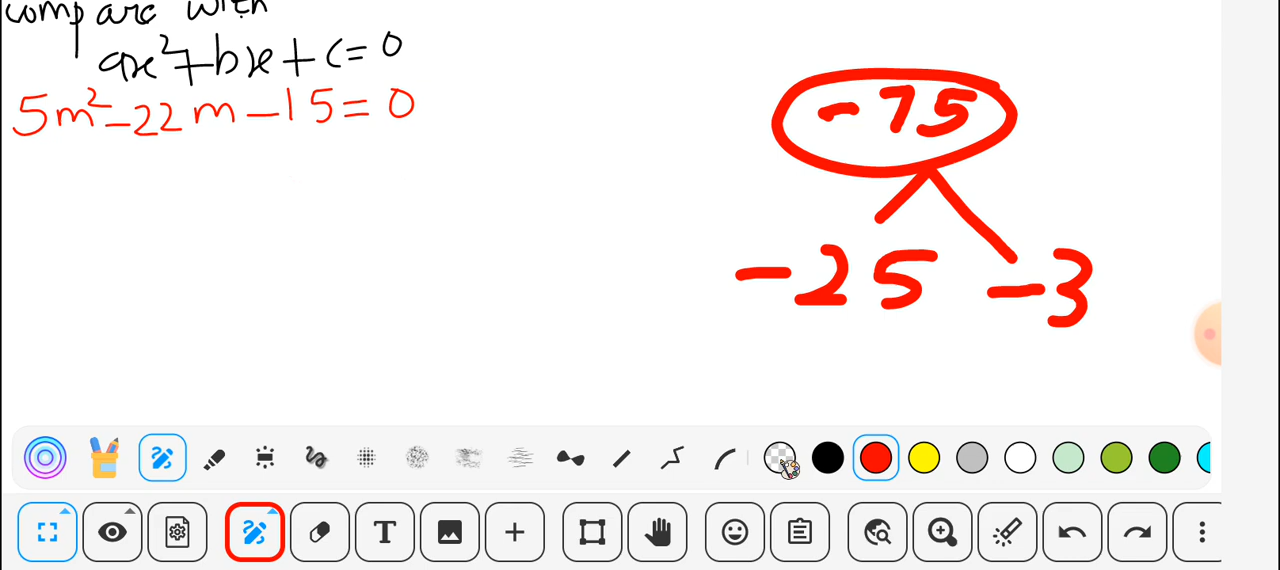 compare with
ax²+bx+c=0
5m²-22m-15=0
-75
-25 -3
T